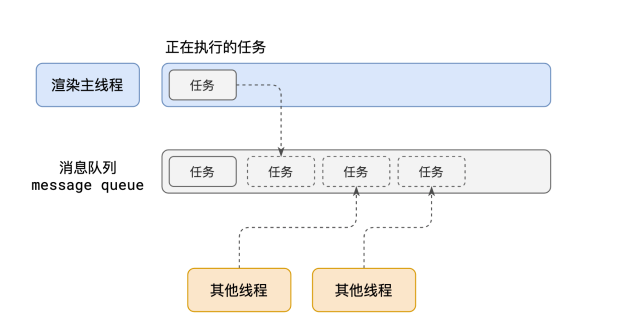 正在执行的任务
渲染主线程
任务
消息队列
message queue
任务
任务
任务
任务
其他线程
其他线程